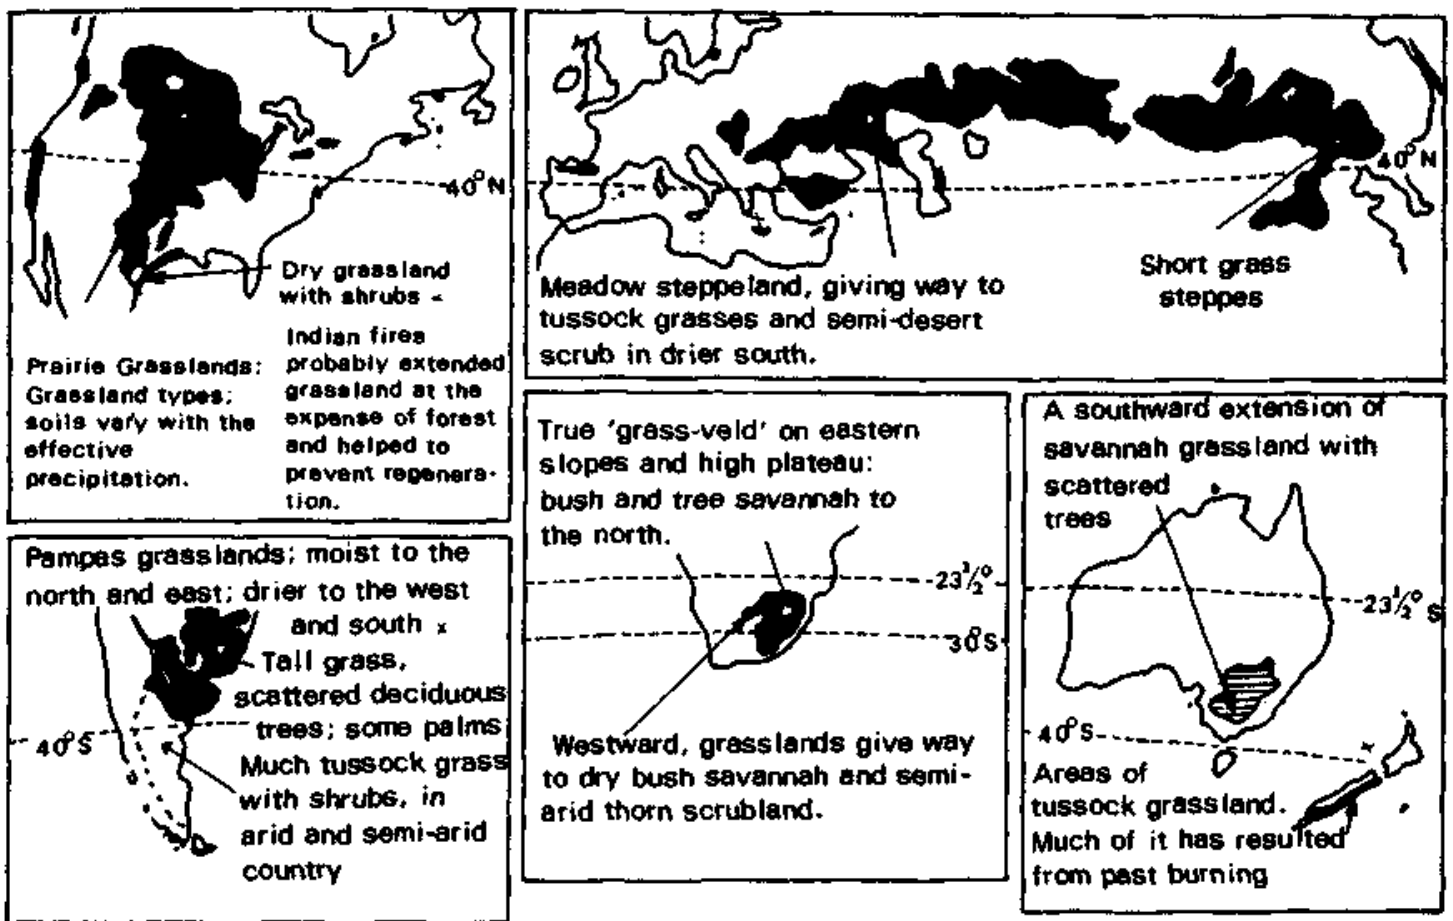 40°N
Dry grassland
with shrubs
Prairie Grasslands:
Grassland types;
soils vary with the
effective
precipitation.
Indian fires
probably extended
grassland at the
expense of forest
and helped to
prevent regenera-
tion.
40°N
Meadow steppeland, giving way to
tussock grasses and semi-desert
scrub in drier south.
Short grass
steppes
Pampas grasslands; moist to the
north and east; drier to the west
and south x
Tall grass,
scattered deciduous
trees; some palms
40°S
Much tussock grass
with shrubs, in
arid and semi-arid
country
True 'grass-veld' on eastern
slopes and high plateau:
bush and tree savannah to
the north.
23½°
30°S
Westward, grasslands give way
to dry bush savannah and semi-
arid thorn scrubland.
A southward extension of
savannah grassland with
scattered
trees
23½° S
40°S
x
Areas of
tussock grassland.
Much of it has resulted
from past burning